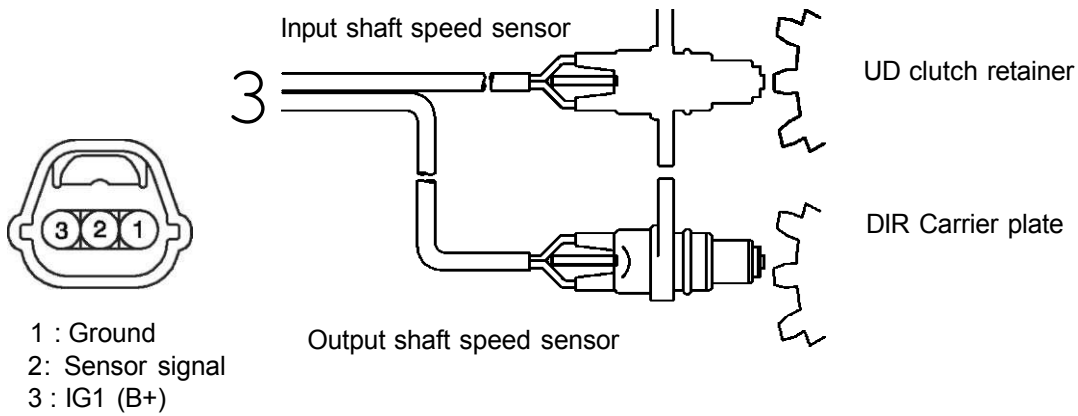 Input shaft speed sensor
3
UD clutch retainer
3 2 1
DIR Carrier plate
Output shaft speed sensor
1 : Ground
2: Sensor signal
3 : IG1 (B+)